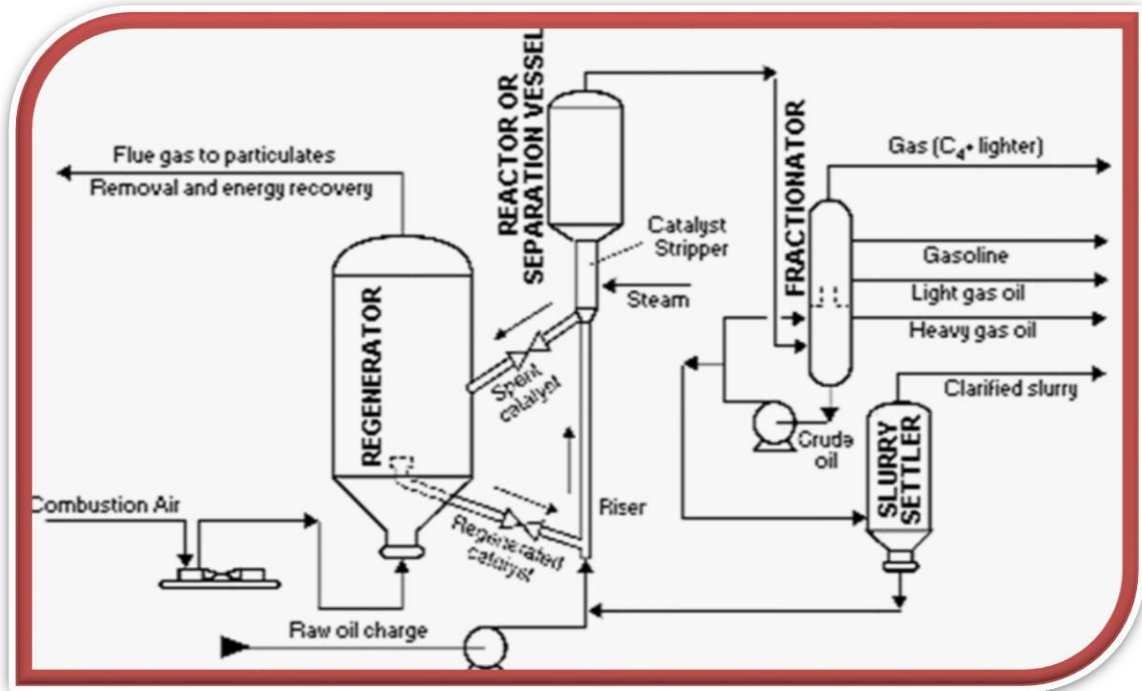 REACTOR OR
SEPARATION VESSEL
Flue gas to particulates
Removal and energy recovery
FRACTIONATOR
Gas (C₄• lighter)
Catalyst
Stripper
Gasoline
Steam
Light gas oil
Heavy gas oil
REGENERATOR
Spent
catalyst
Clarified slurry
Crude
oil
SLURRY
SETTLER
Combustion Air
Riser
Regenerated
catalyst
Raw oil charge